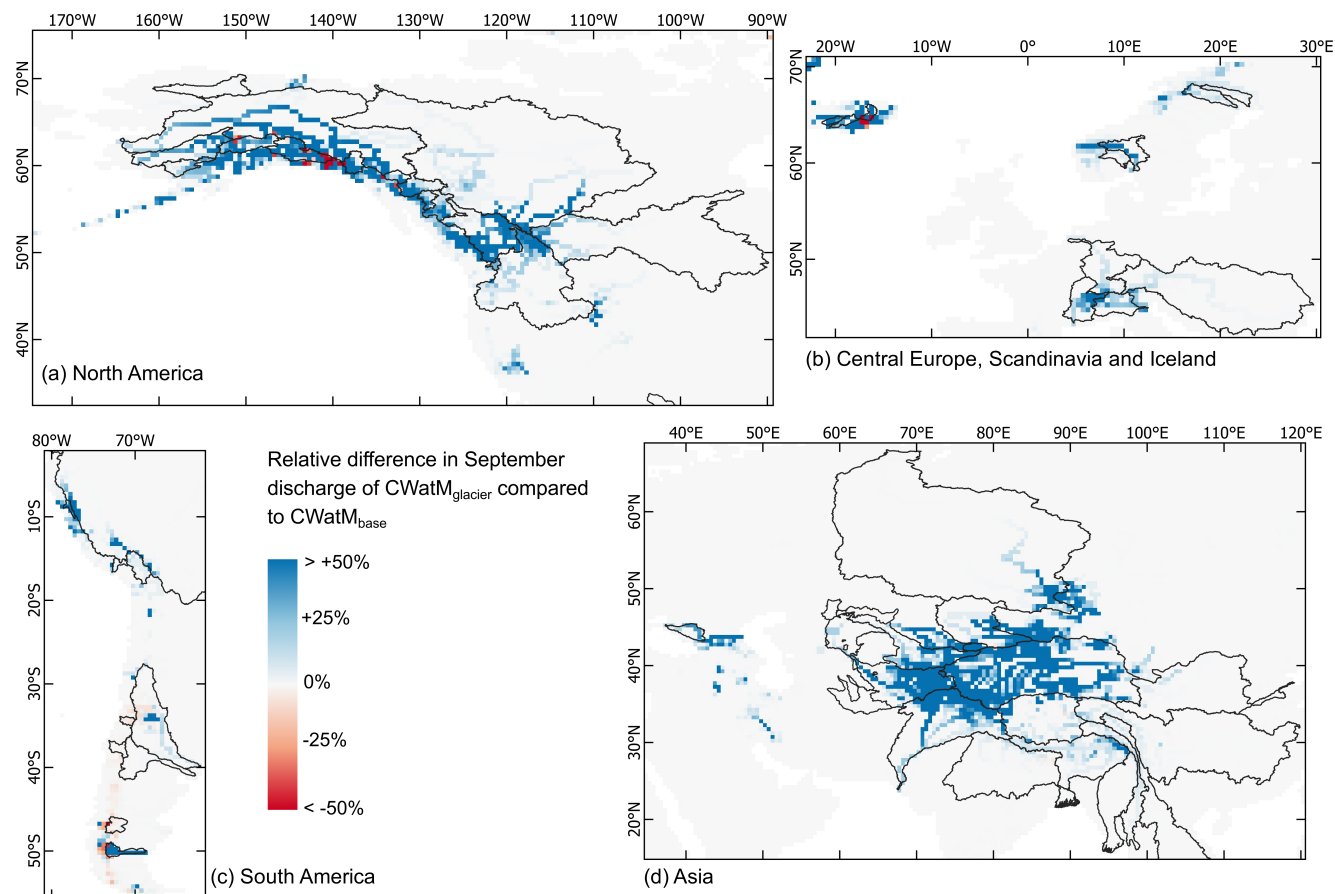 170°W 160°W 150°W 140°W 130°W 120°W 110°W 100°W 90°W
70°N
60°N
50°N
40°N
(a) North America
20°W 10°W 0° 10°E 20°E 30°E
70°N
60°N
50°N
(b) Central Europe, Scandinavia and Iceland
80°W 70°W
10°S
20°S
30°S
40°S
50°S
(c) South America
Relative difference in September
discharge of CWatMglacier compared
to CWatMbase
> +50%
+25%
0%
-25%
< -50%
40°E 50°E 60°E 70°E 80°E 90°E 100°E 110°E 120°E
60°N
50°N
40°N
30°N
20°N
(d) Asia